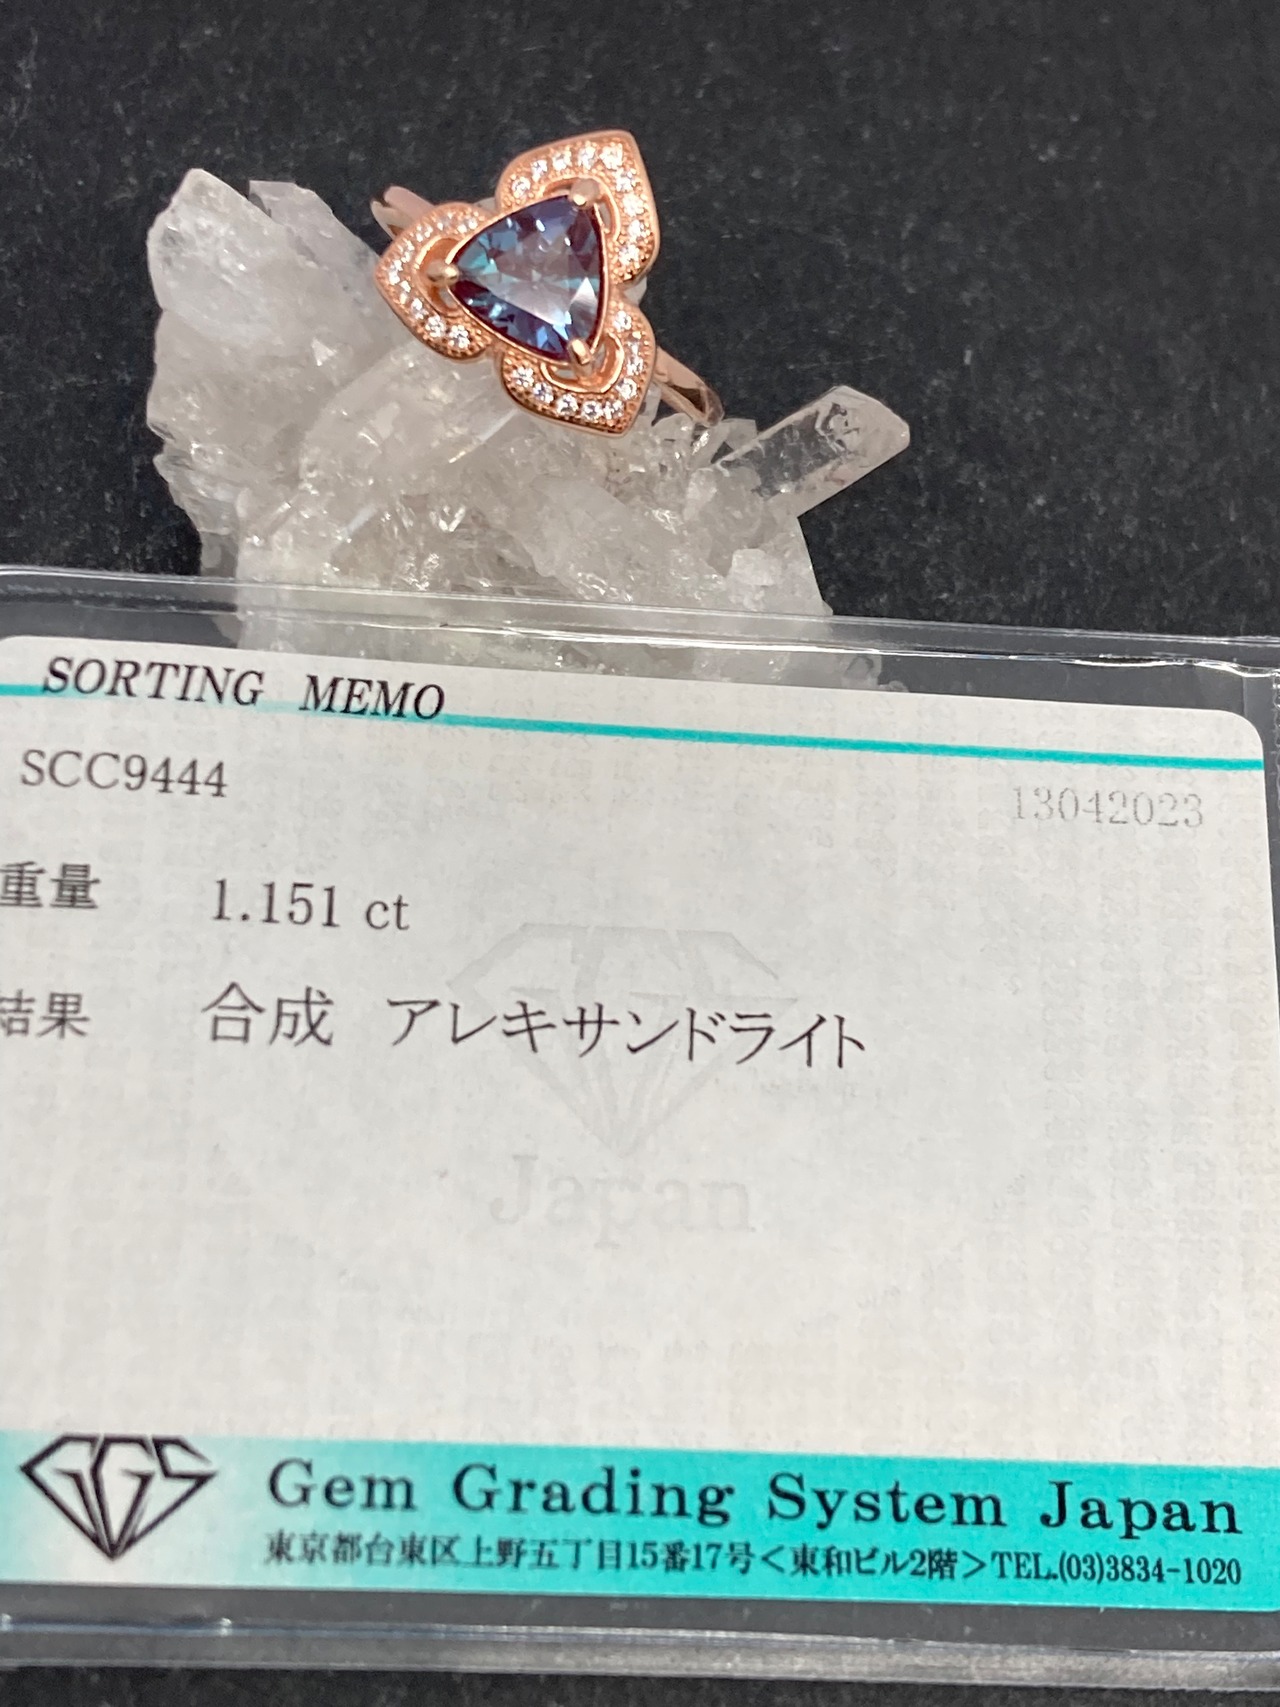 SORTING MEMO
SCC9444
13042023
重量 1.151 ct
結果 合成 アレキサンドライト
GGS
Japan
GGS
Gem Grading System Japan
東京都台東区上野五丁目15番17号＜東和ビル2階＞TEL.(03)3834-1020